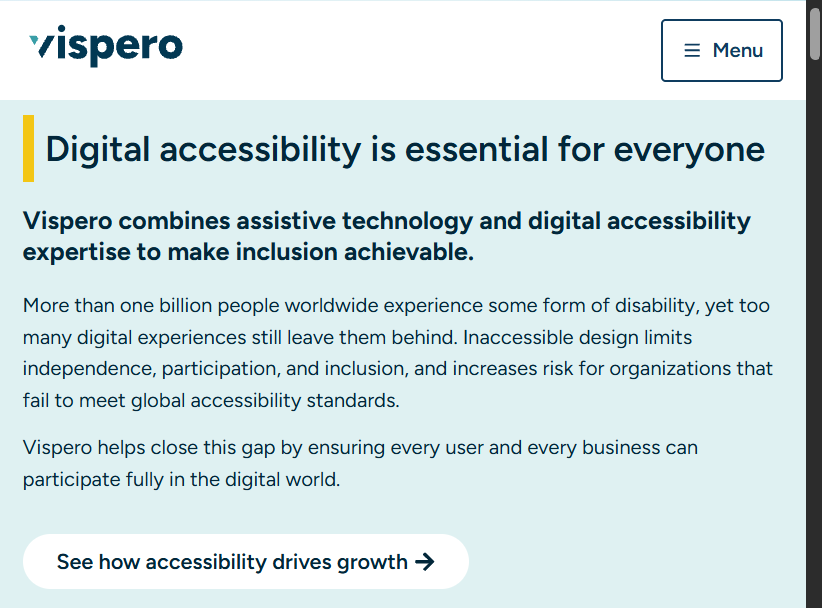 vispero
Menu
Digital accessibility is essential for everyone
Vispero combines assistive technology and digital accessibility
expertise to make inclusion achievable.
More than one billion people worldwide experience some form of disability, yet too
many digital experiences still leave them behind. Inaccessible design limits
independence, participation, and inclusion, and increases risk for organizations that
fail to meet global accessibility standards.
Vispero helps close this gap by ensuring every user and every business can
participate fully in the digital world.
See how accessibility drives growth →